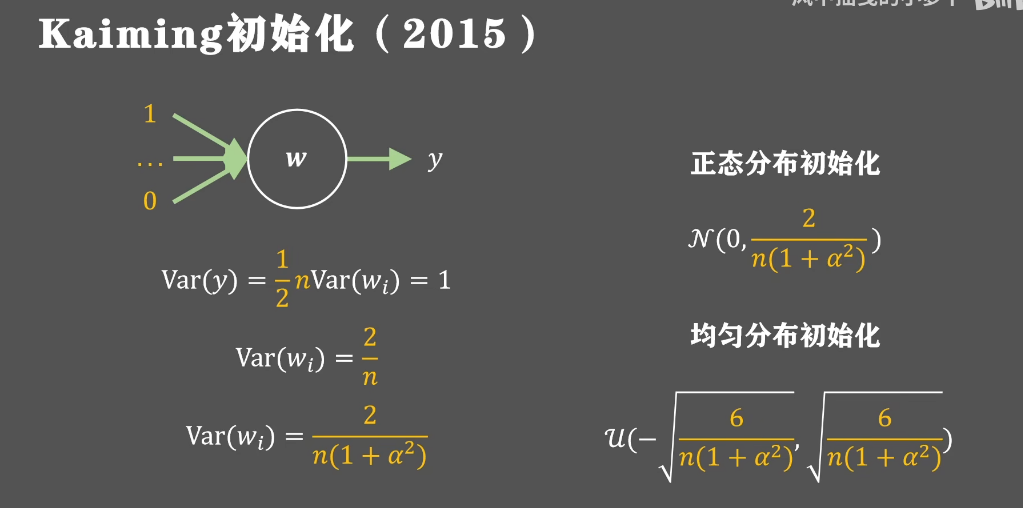 Kaiming初始化（2015）
1
...
0
w
y
Var(y) = 1/2 nVar(wᵢ) = 1
Var(wᵢ) = 2/n
Var(wᵢ) = 2/n(1 + α²)
正态分布初始化
𝒩(0, 2/n(1 + α²))
均匀分布初始化
𝒰(−√6/n(1 + α²), √6/n(1 + α²))